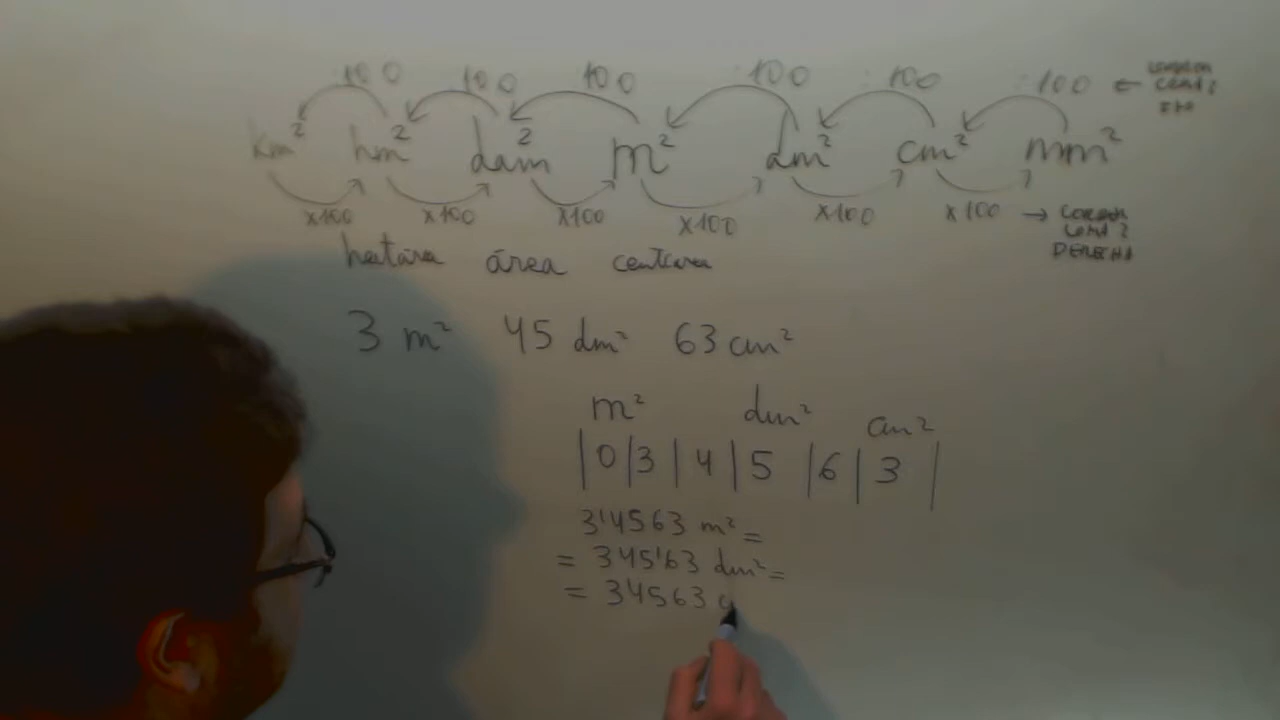 :100 :100 :100 :100 :100 :100 ←
km² hm² dam² m² dm² cm² mm²
x100 x100 x100 x100 x100 x100 →
DERECHA
hectárea área centiárea
3 m² 45 dm² 63 cm²
m² dm² cm²
|0|3|4|5|6|3|
3'4563 m² =
= 345'63 dm² =
= 34563 c